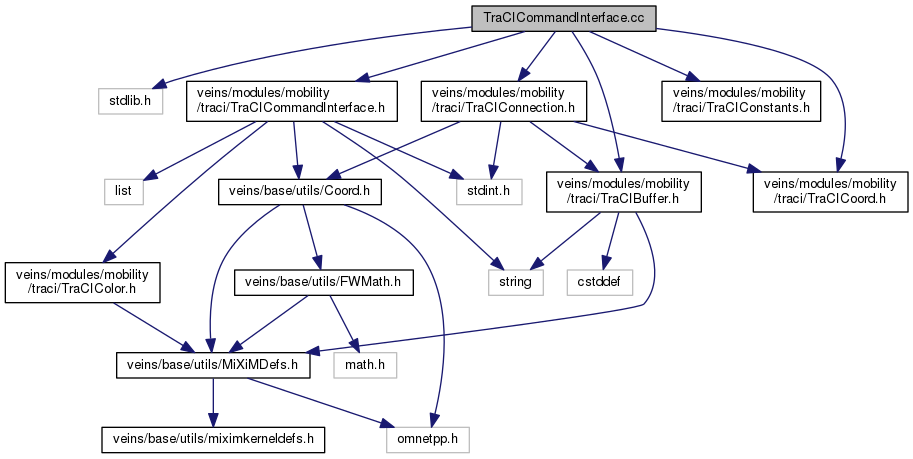 TraCICommandInterface.cc
stdlib.h
veins/modules/mobility
/traci/TraCICommandInterface.h
veins/modules/mobility
/traci/TraCIConnection.h
veins/modules/mobility
/traci/TraCIConstants.h
list
veins/base/utils/Coord.h
stdint.h
veins/modules/mobility
/traci/TraCIBuffer.h
veins/modules/mobility
/traci/TraCICoord.h
veins/modules/mobility
/traci/TraCIColor.h
veins/base/utils/FWMath.h
string
cstddef
veins/base/utils/MiXiMDefs.h
math.h
veins/base/utils/miximkerneldefs.h
omnetpp.h